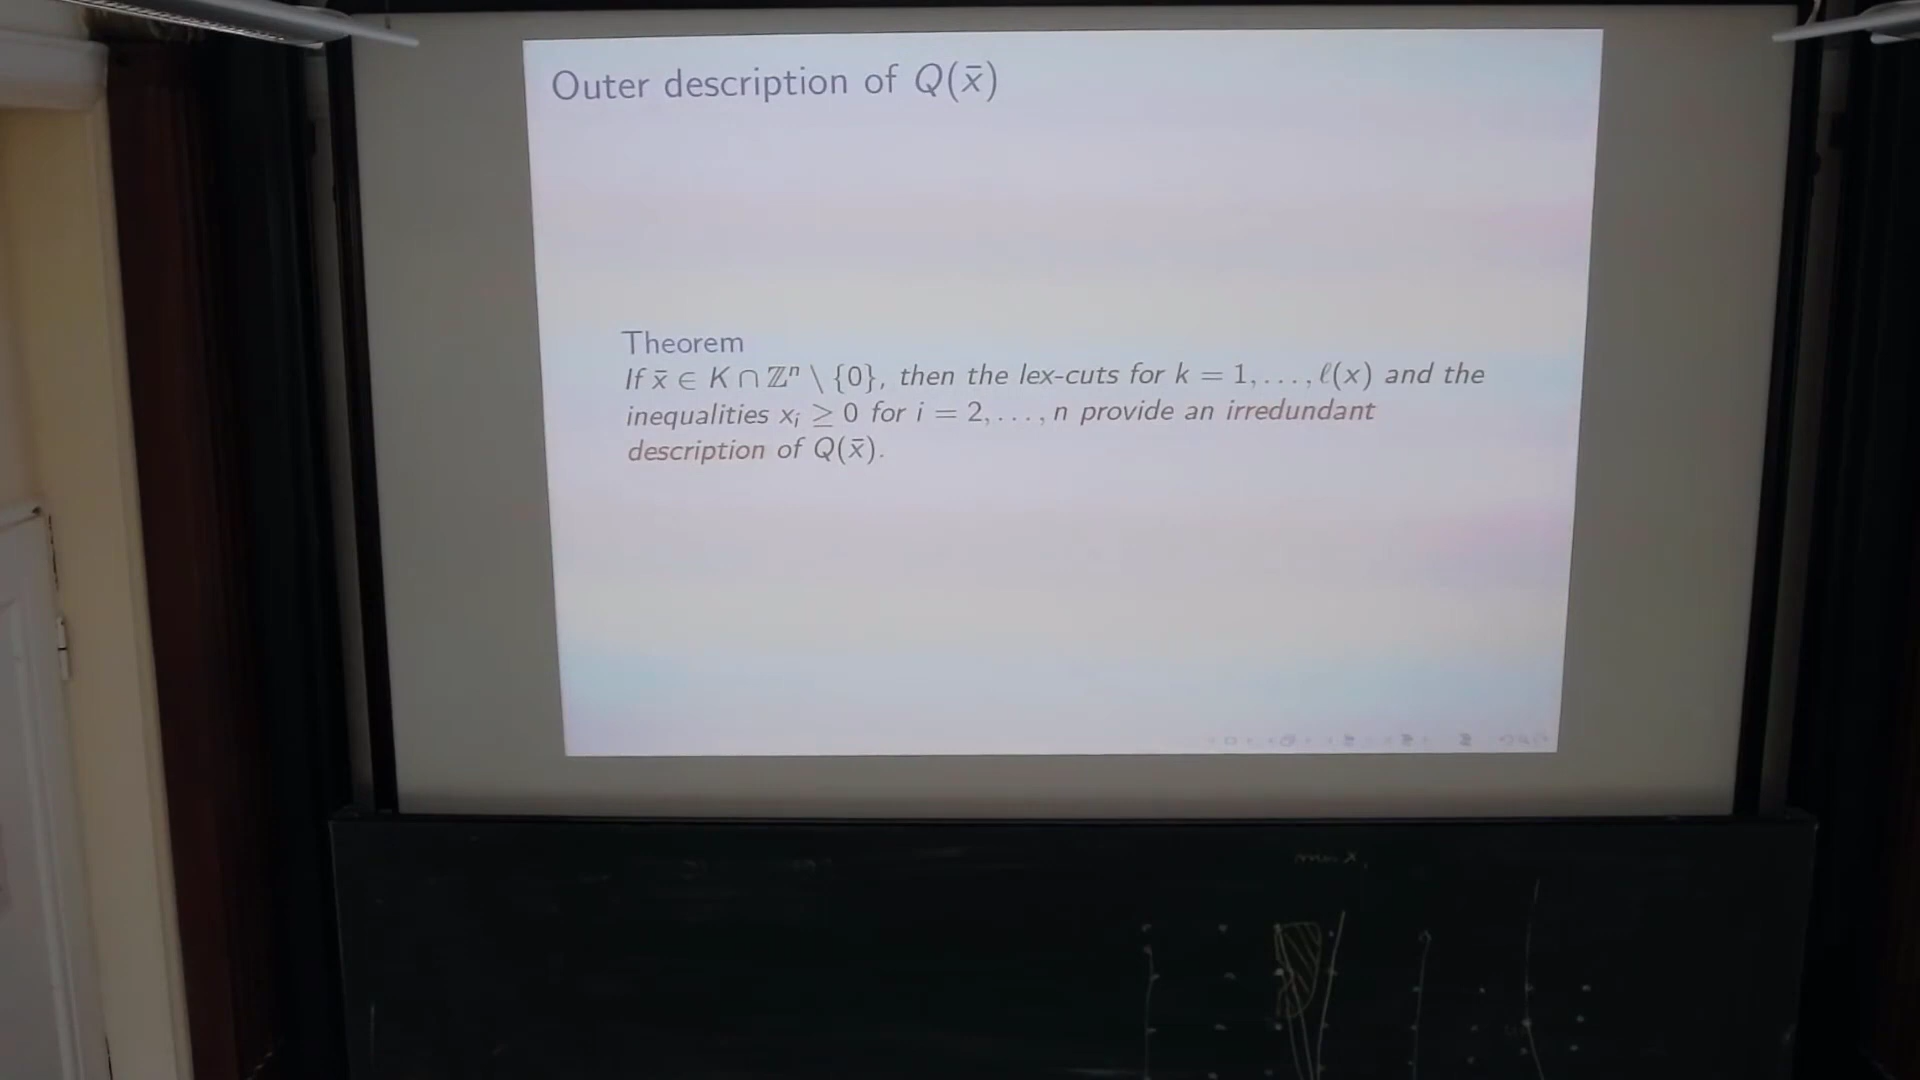 Outer description of Q(x̄)
Theorem
If x̄ ∈ K ∩ ℤⁿ \ {0}, then the lex-cuts for k = 1, . . . , ℓ(x) and the
inequalities xᵢ ≥ 0 for i = 2, . . . , n provide an irredundant
description of Q(x̄).